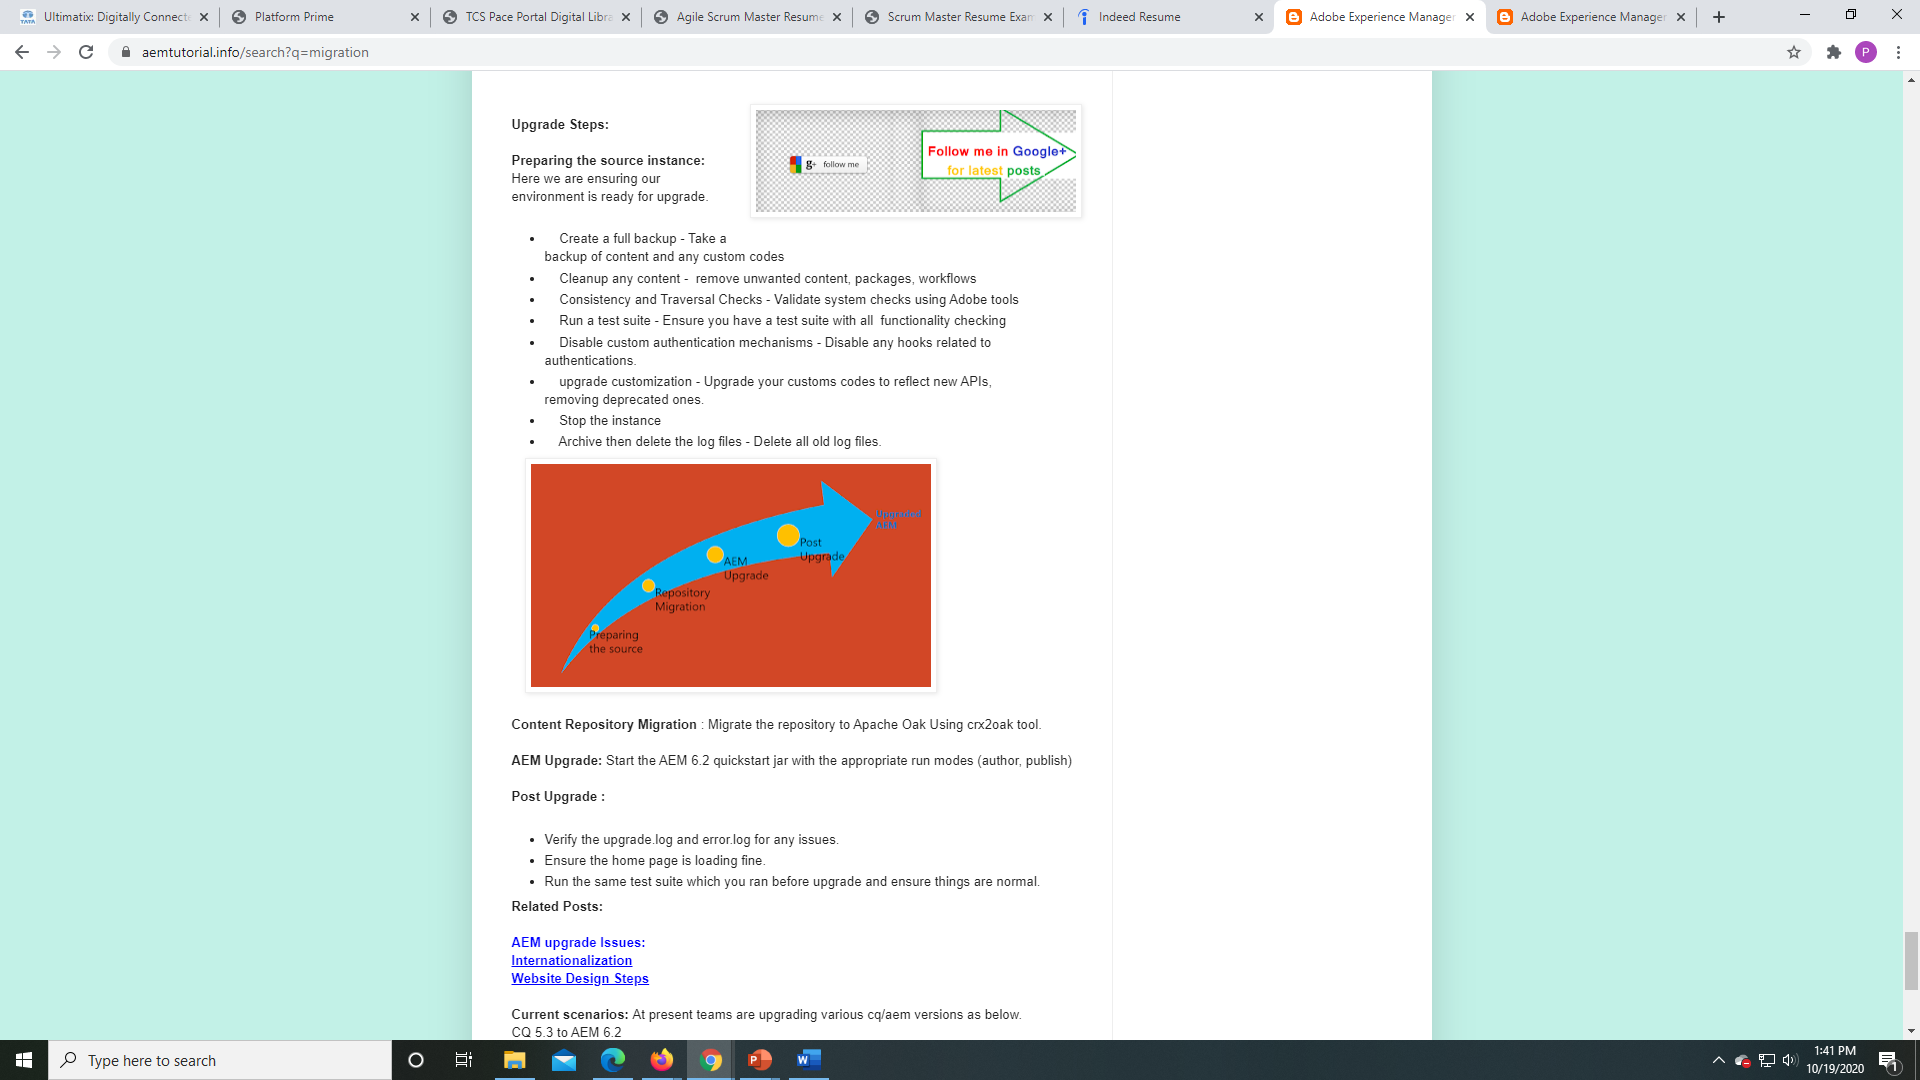 Ultimatix: Digitally Connecte
Platform Prime
TCS Pace Portal Digital Libra
Agile Scrum Master Resume
Scrum Master Resume Exam
Indeed Resume
Adobe Experience Manager
Adobe Experience Manager
aemtutorial.info/search?q=migration
P
Upgrade Steps:
Preparing the source instance:
Here we are ensuring our
environment is ready for upgrade.
g+ follow me
Follow me in Google+
for latest posts
• Create a full backup - Take a
backup of content and any custom codes
• Cleanup any content - remove unwanted content, packages, workflows
• Consistency and Traversal Checks - Validate system checks using Adobe tools
• Run a test suite - Ensure you have a test suite with all functionality checking
• Disable custom authentication mechanisms - Disable any hooks related to
authentications.
• upgrade customization - Upgrade your customs codes to reflect new APIs,
removing deprecated ones.
• Stop the instance
• Archive then delete the log files - Delete all old log files.
Upgraded
AEM
Post
Upgrade
AEM
Upgrade
Repository
Migration
Preparing
the source
Content Repository Migration : Migrate the repository to Apache Oak Using crx2oak tool.
AEM Upgrade: Start the AEM 6.2 quickstart jar with the appropriate run modes (author, publish)
Post Upgrade :
• Verify the upgrade.log and error.log for any issues.
• Ensure the home page is loading fine.
• Run the same test suite which you ran before upgrade and ensure things are normal.
Related Posts:
AEM upgrade Issues:
Internationalization
Website Design Steps
Current scenarios: At present teams are upgrading various cq/aem versions as below.
CQ 5.3 to AEM 6.2
Type here to search
1:41 PM
10/19/2020
1